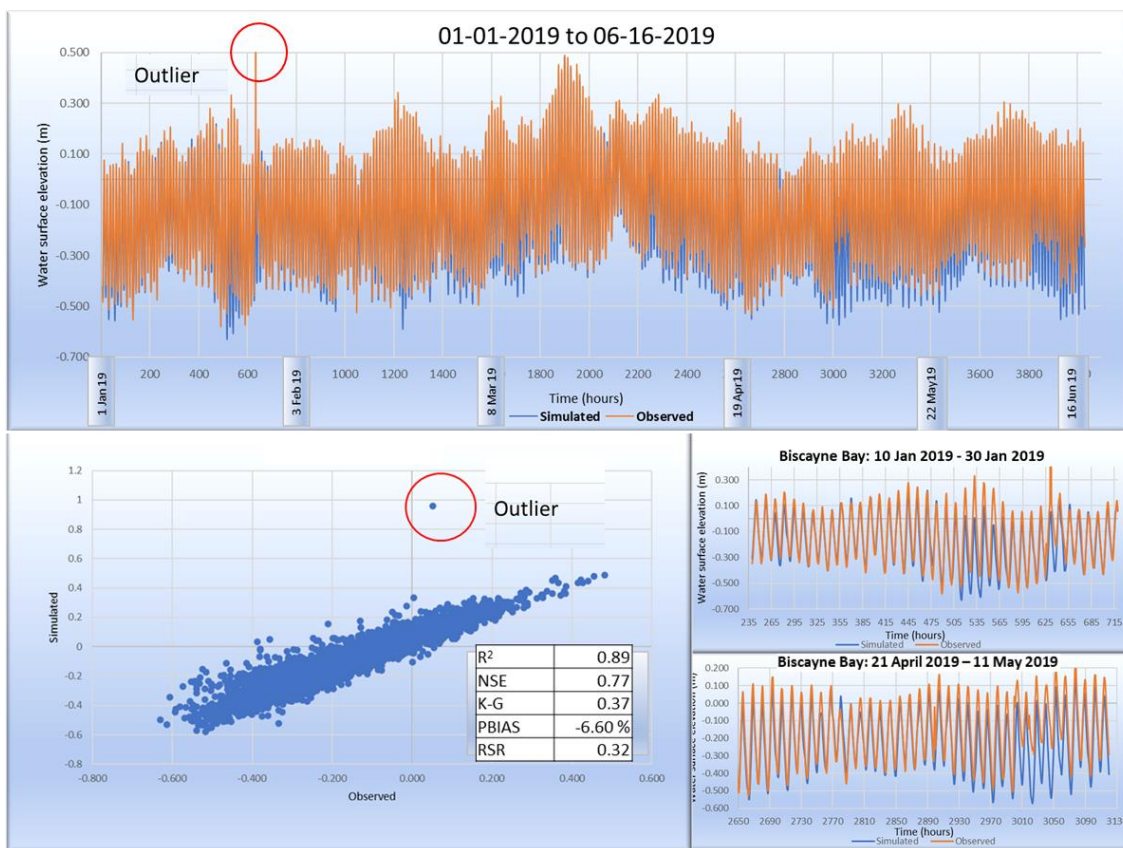 01-01-2019 to 06-16-2019
Outlier
0.500
0.300
0.100
-0.100
-0.300
-0.500
-0.700
Water surface elevation (m)
200 400 600 800 1000 1200 1400 1600 1800 2000 2200 2400 2600 2800 3000 3200 3400 3600 3800
1 Jan 19
3 Feb 19
8 Mar 19
19 Apr19
22 May19
16 Jun 19
Time (hours)
Simulated Observed
1.2
1
0.8
0.6
0.4
0.2
0
-0.2
-0.4
-0.6
-0.8
Simulated
Outlier
R² 0.89
NSE 0.77
K-G 0.37
PBIAS -6.60 %
RSR 0.32
-0.800 -0.600 -0.400 -0.200 0.000 0.200 0.400 0.600
Observed
Biscayne Bay: 10 Jan 2019 - 30 Jan 2019
0.300
0.100
-0.100
-0.300
-0.500
-0.700
Water surface elevation (m)
235 265 295 325 355 385 415 445 475 505 535 565 595 625 655 685 715
Time (hours)
Simulated Observed
Biscayne Bay: 21 April 2019 – 11 May 2019
0.200
0.100
0.000
-0.100
-0.200
-0.300
-0.400
-0.500
-0.600
Water surface elevation (m)
2650 2690 2730 2770 2810 2850 2890 2930 2970 3010 3050 3090 313
Time (hours)
Simulated Observed